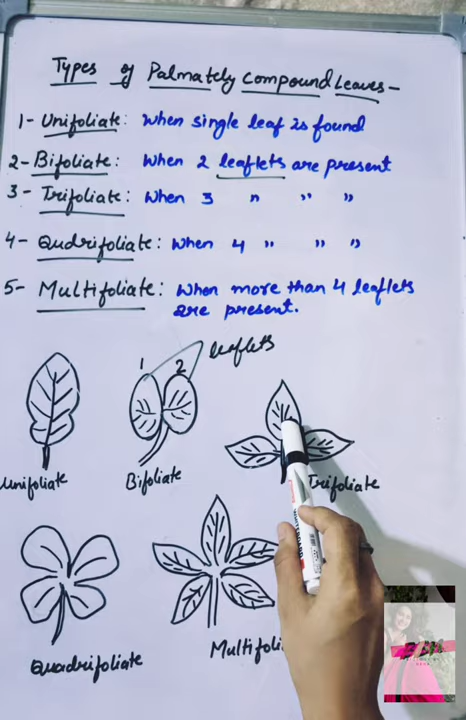 Types of Palmately Compound Leaves -
1- Unifoliate: When single leaf is found
2- Bifoliate: When 2 leaflets are present
3- Trifoliate: When 3 " " "
4- Quadrifoliate: When 4 " " "
5- Multifoliate: When more than 4 leaflets
are present.
leaflets
1 2
Unifoliate
Bifoliate
Trifoliate
Quadrifoliate
Multifoli